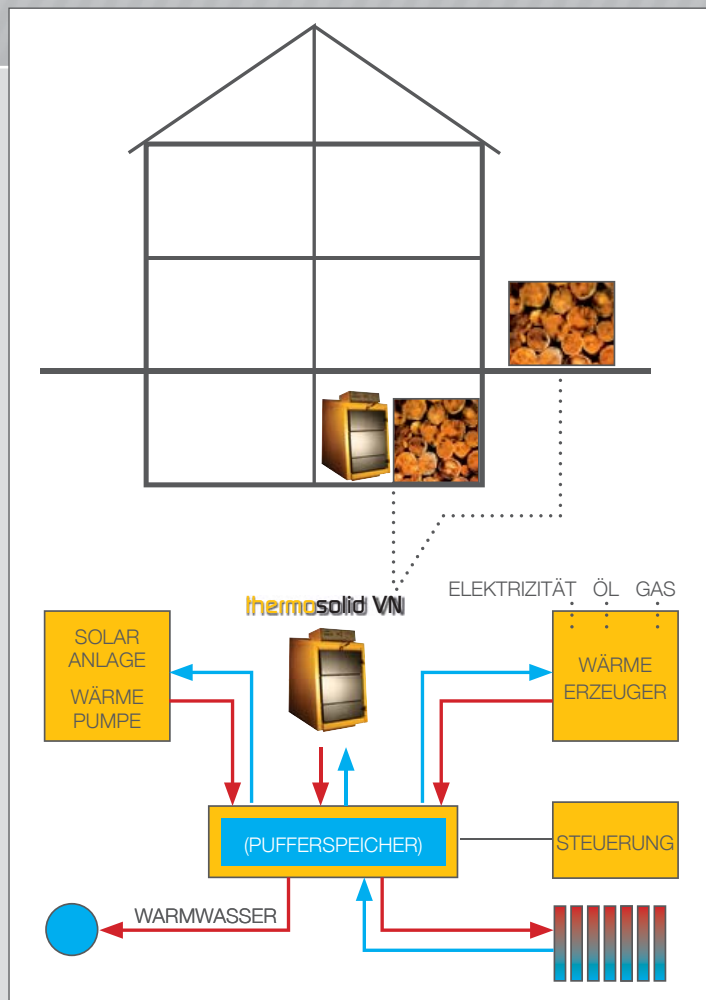 thermosolid VN
ELEKTRIZITÄT ÖL GAS
SOLAR
ANLAGE
WÄRME
PUMPE
WÄRME
ERZEUGER
(PUFFERSPEICHER)
STEUERUNG
WARMWASSER